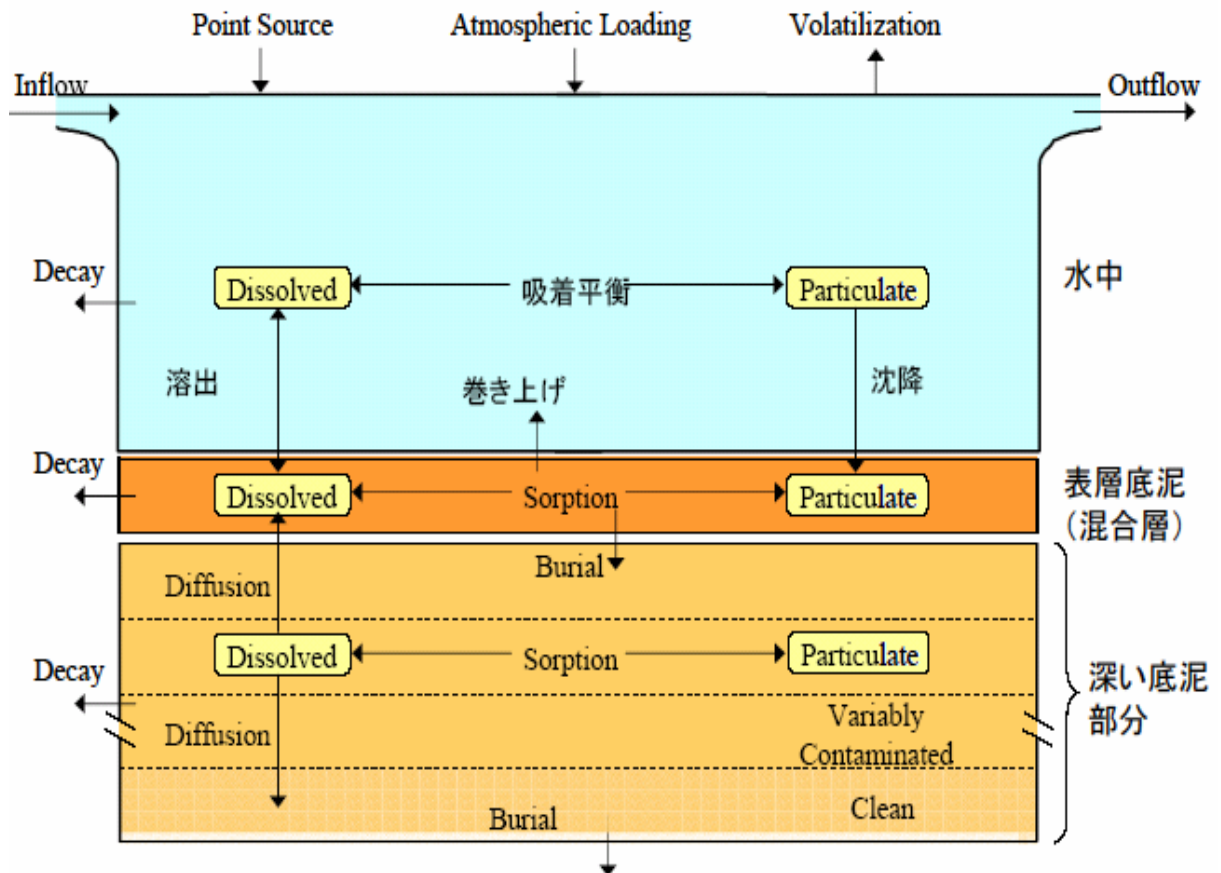 Point Source
Atmospheric Loading
Volatilization
Inflow
Outflow
Decay
Dissolved
吸着平衡
Particulate
水中
溶出
巻き上げ
沈降
Decay
Dissolved
Sorption
Particulate
表層底泥
(混合層)
Burial
Diffusion
Dissolved
Sorption
Particulate
Decay
深い底泥
部分
Diffusion
Variably
Contaminated
Clean
Burial